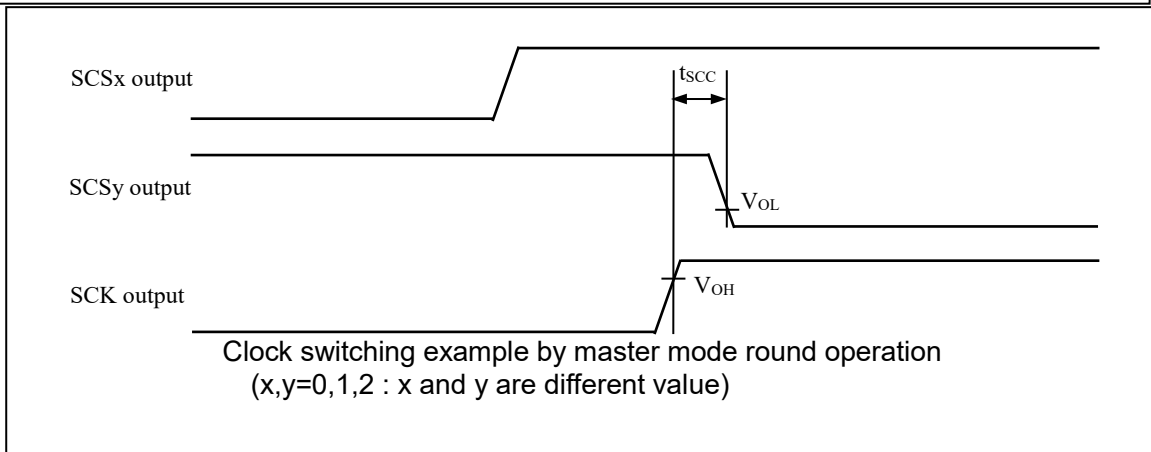 SCSx output
tSCC
SCSy output
VOL
SCK output
VOH
Clock switching example by master mode round operation
(x,y=0,1,2 : x and y are different value)